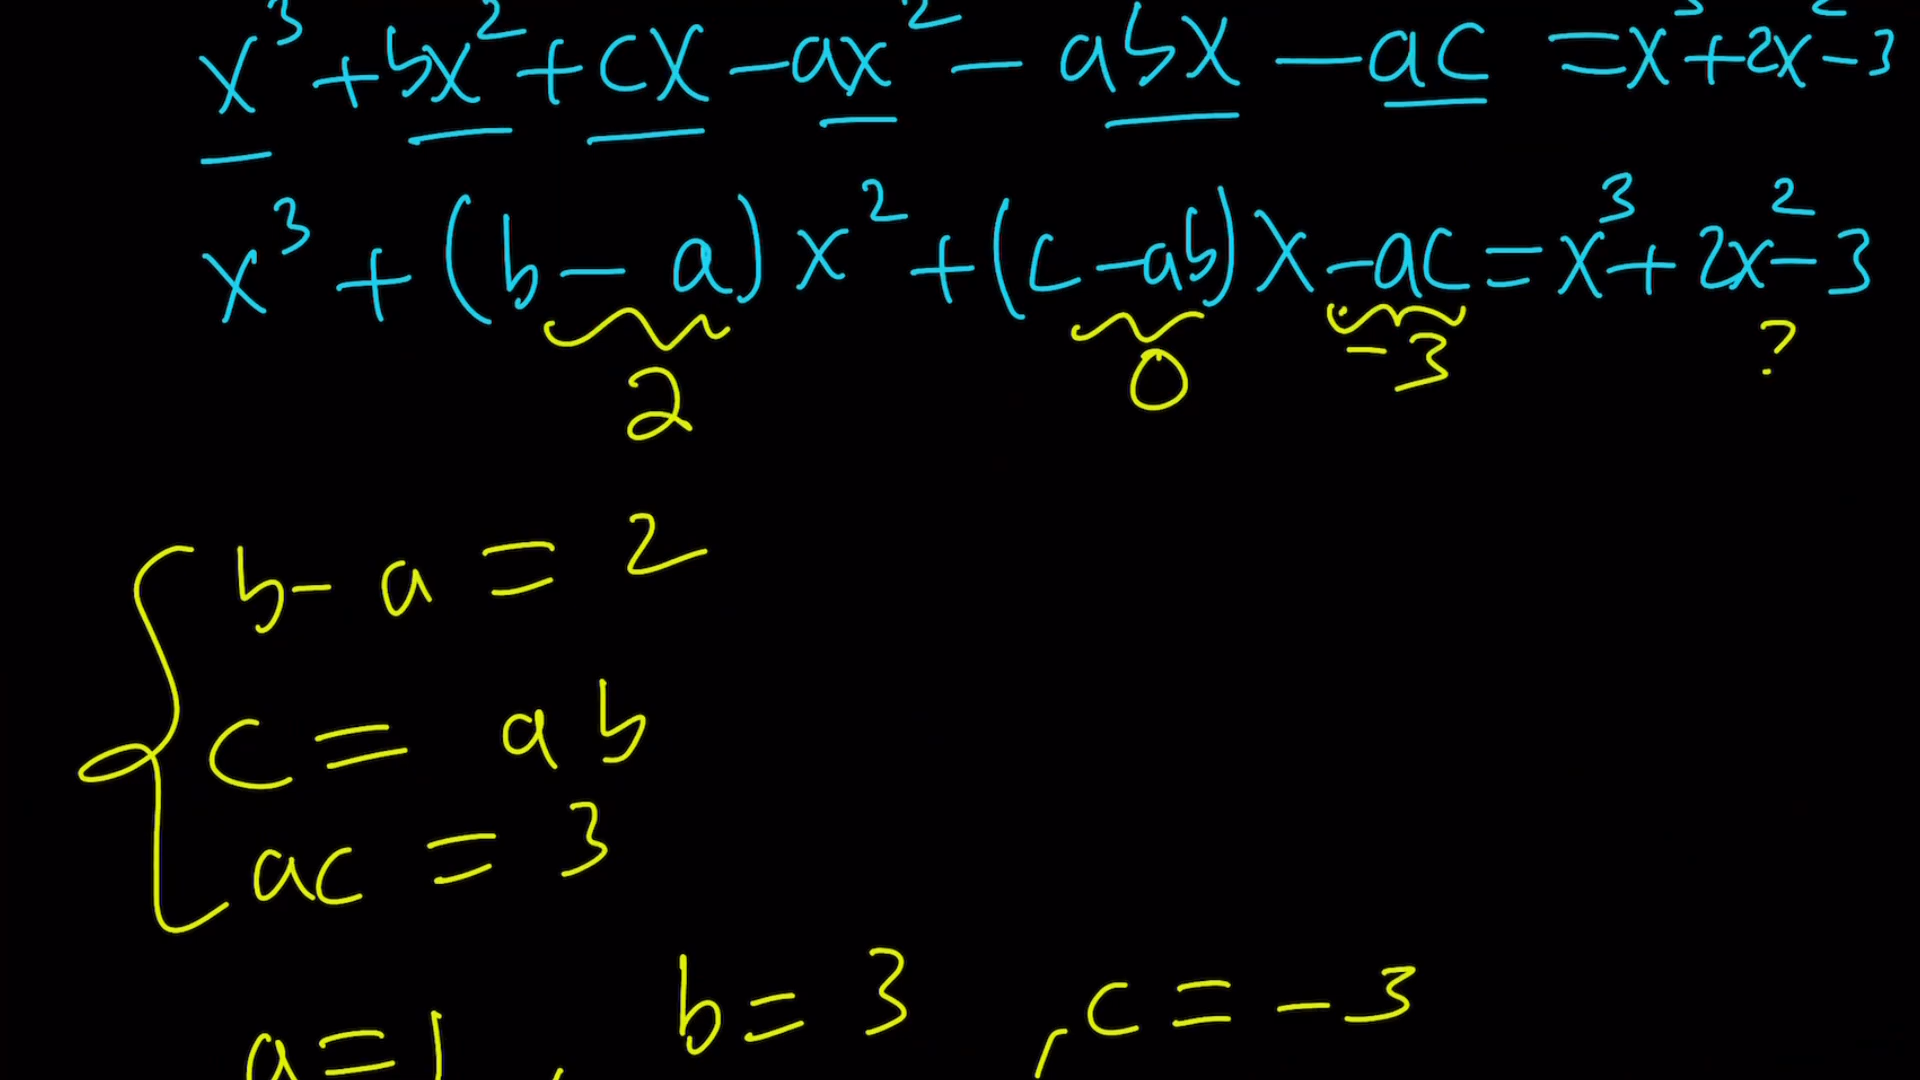 x³ + bx² + cx - ax² - abx - ac = x³ + 2x² - 3
x³ + (b - a)x² + (c - ab)x - ac = x³ + 2x² - 3
2 0 -3 ?
b - a = 2
c = ab
ac = 3
a = 1, b = 3, c = -3